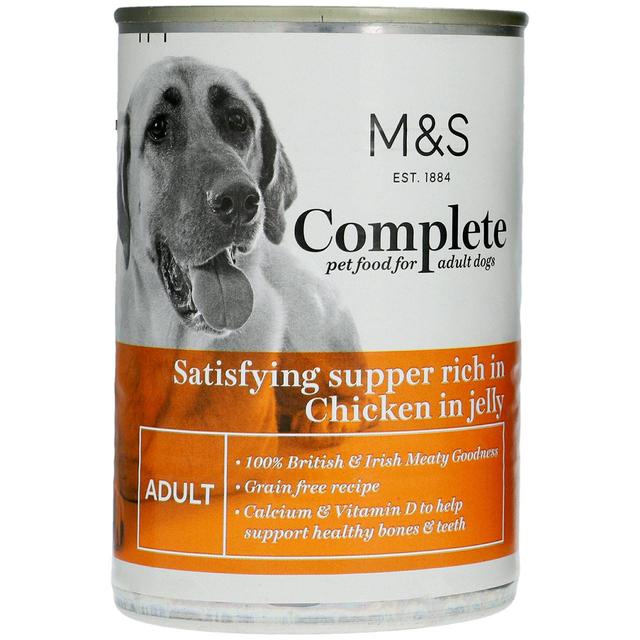 M&S
EST. 1884
Complete
pet food for adult dogs
Satisfying supper rich in
Chicken in jelly
ADULT
• 100% British & Irish Meaty Goodness
• Grain free recipe
• Calcium & Vitamin D to help
support healthy bones & teeth